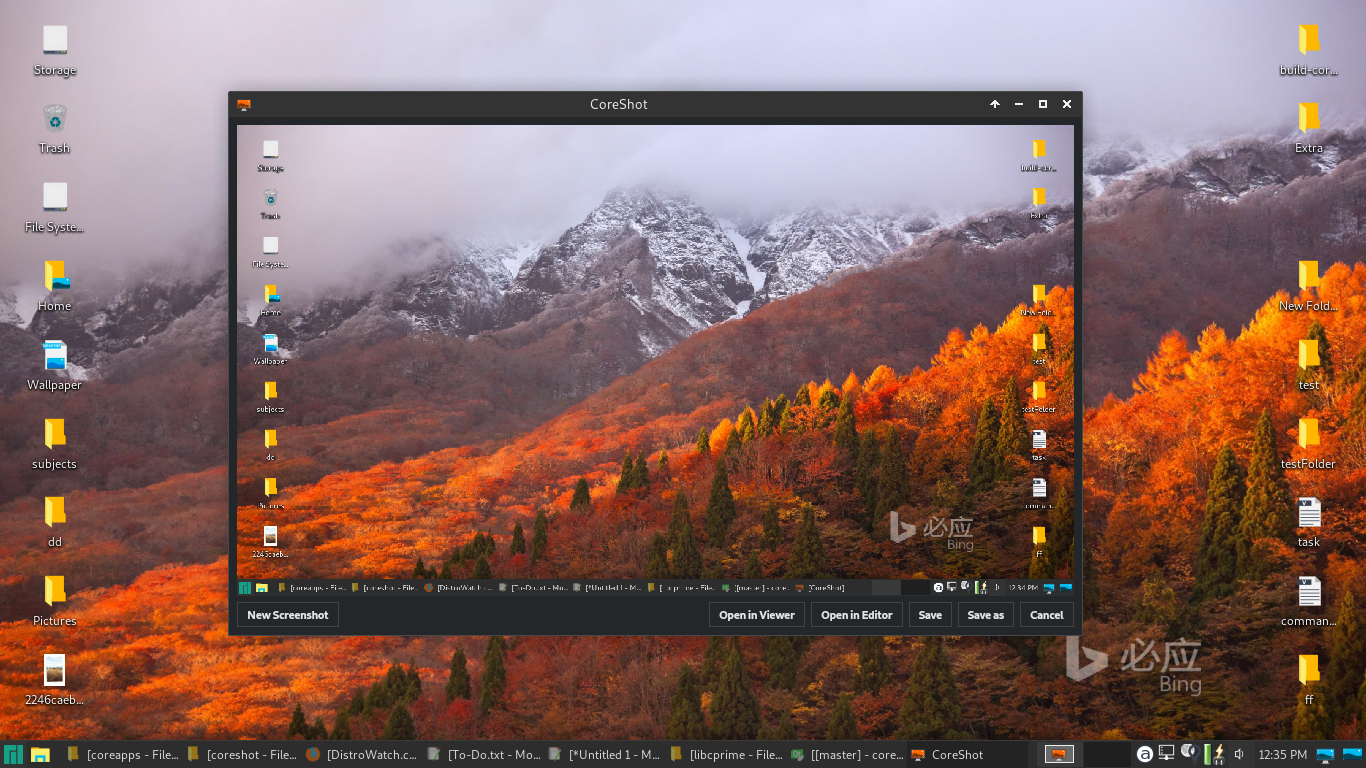 Storage
Trash
File Syste...
Home
Wallpaper
subjects
dd
Pictures
2246caeb...
build-cor...
Extra
New Fold...
test
testFolder
task
comman...
ff
CoreShot
Storage
Trash
File Syste...
Home
Wallpaper
subjects
dd
Pictures
2246caeb...
build-cor...
Extra
New Fold...
test
testFolder
task
comman...
ff
必应
Bing
[coreapps - File...
[coreshot - File...
[DistroWatch.c...
[To-Do.txt - Mo...
[*Untitled 1 - M...
[libcprime - File...
[[master] - core...
[CoreShot]
12:34 PM
New Screenshot
Open in Viewer
Open in Editor
Save
Save as
Cancel
必应
Bing
[coreapps - File...
[coreshot - File...
[DistroWatch.c...
[To-Do.txt - Mo...
[*Untitled 1 - M...
[libcprime - File...
[[master] - core...
CoreShot
a
12:35 PM